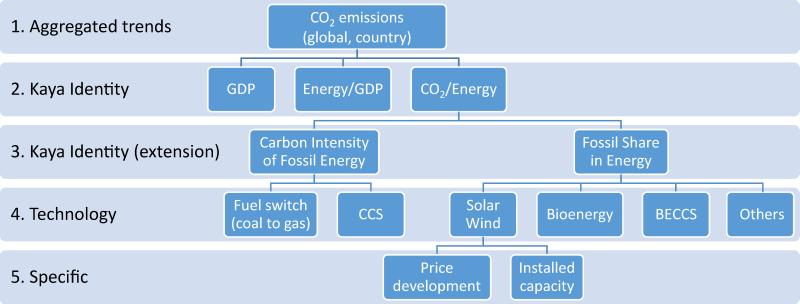 1. Aggregated trends
CO₂ emissions
(global, country)
2. Kaya Identity
GDP
Energy/GDP
CO₂/Energy
3. Kaya Identity (extension)
Carbon Intensity
of Fossil Energy
Fossil Share
in Energy
4. Technology
Fuel switch
(coal to gas)
CCS
Solar
Wind
Bioenergy
BECCS
Others
5. Specific
Price
development
Installed
capacity